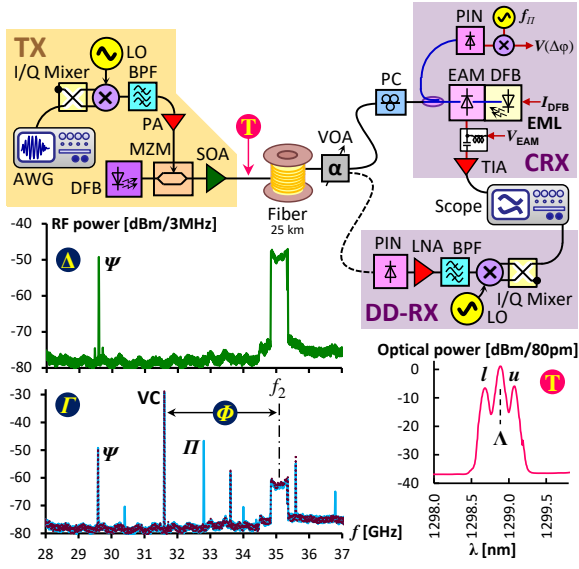 TX
LO
I/Q Mixer
BPF
PA
AWG
DFB
MZM
SOA
T
Fiber
25 km
VOA
α
PC
PIN
f_Π
V(Δφ)
EAM DFB
I_DFB
EML
V_EAM
CRX
TIA
Scope
PIN
LNA
BPF
I/Q Mixer
LO
DD-RX
RF power [dBm/3MHz]
-40
-50
-60
-70
-80
Δ
Ψ
-40
-50
-60
-70
-80
Γ
Ψ
VC
Π
Φ
f₂
28 29 30 31 32 33 34 35 36 37
f [GHz]
Optical power [dBm/80pm]
0
-10
-20
-30
-40
l
u
Λ
T
1298.0
1298.5
1299.0
1299.5
λ [nm]